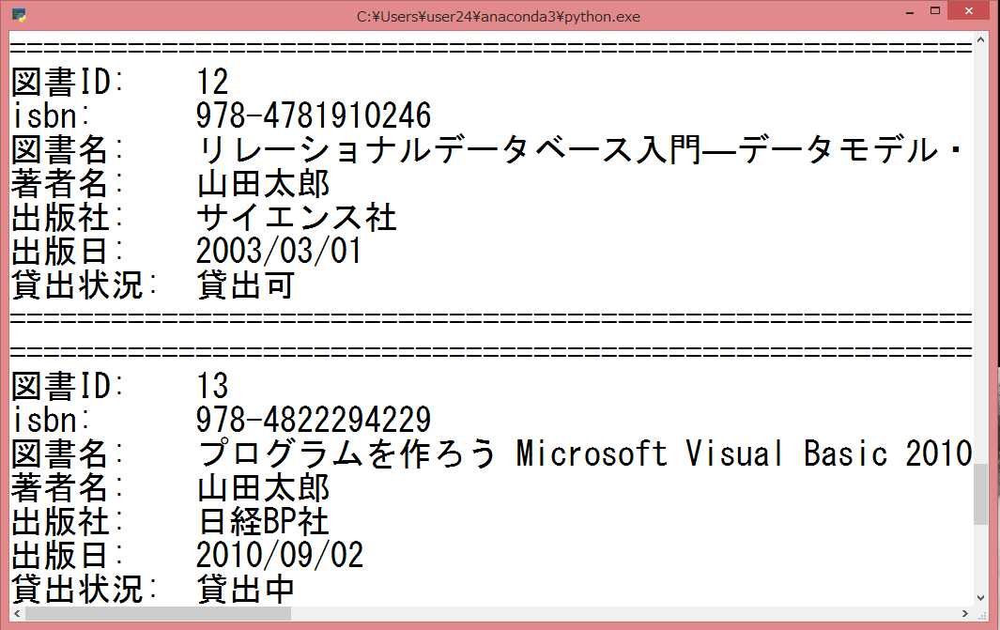 C:¥Users¥user24¥anaconda3¥python.exe
=========================================================
図書ID: 12
isbn: 978-4781910246
図書名: リレーショナルデータベース入門―データモデル・
著者名: 山田太郎
出版社: サイエンス社
出版日: 2003/03/01
貸出状況: 貸出可
=========================================================
=========================================================
図書ID: 13
isbn: 978-4822294229
図書名: プログラムを作ろう Microsoft Visual Basic 2010
著者名: 山田太郎
出版社: 日経BP社
出版日: 2010/09/02
貸出状況: 貸出中